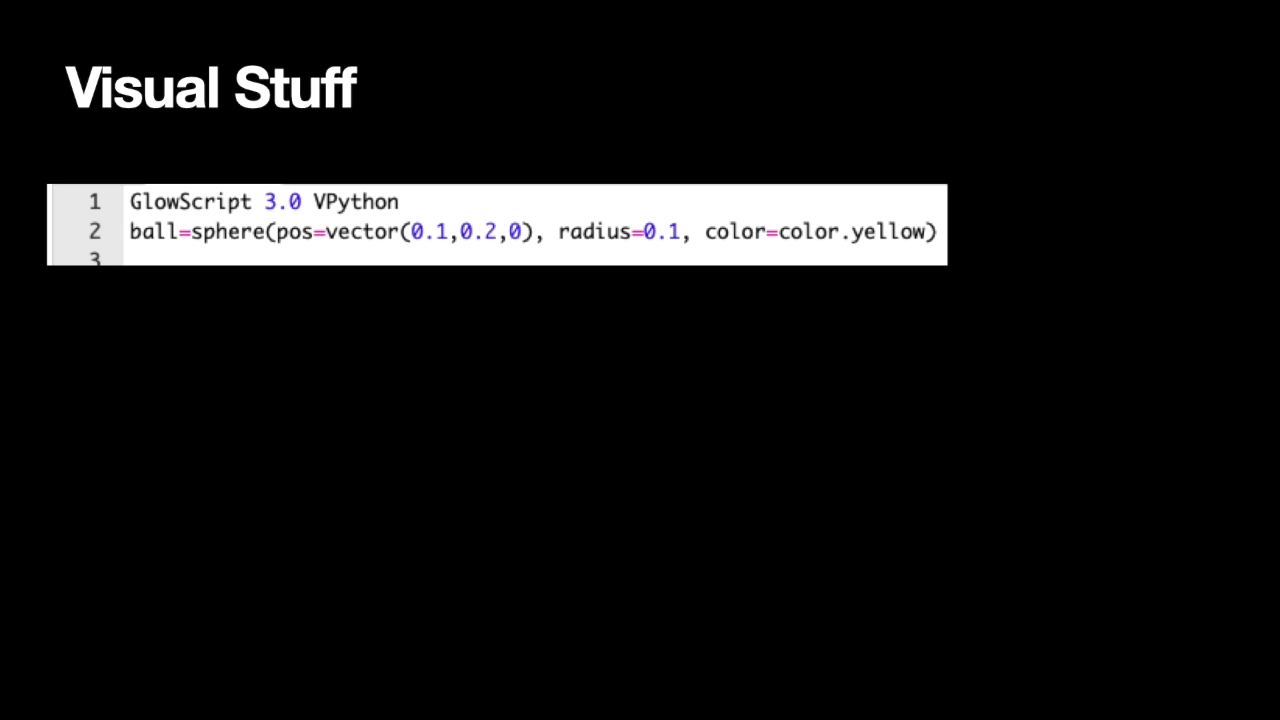 Visual Stuff
1 GlowScript 3.0 VPython
2 ball=sphere(pos=vector(0.1,0.2,0), radius=0.1, color=color.yellow)
3